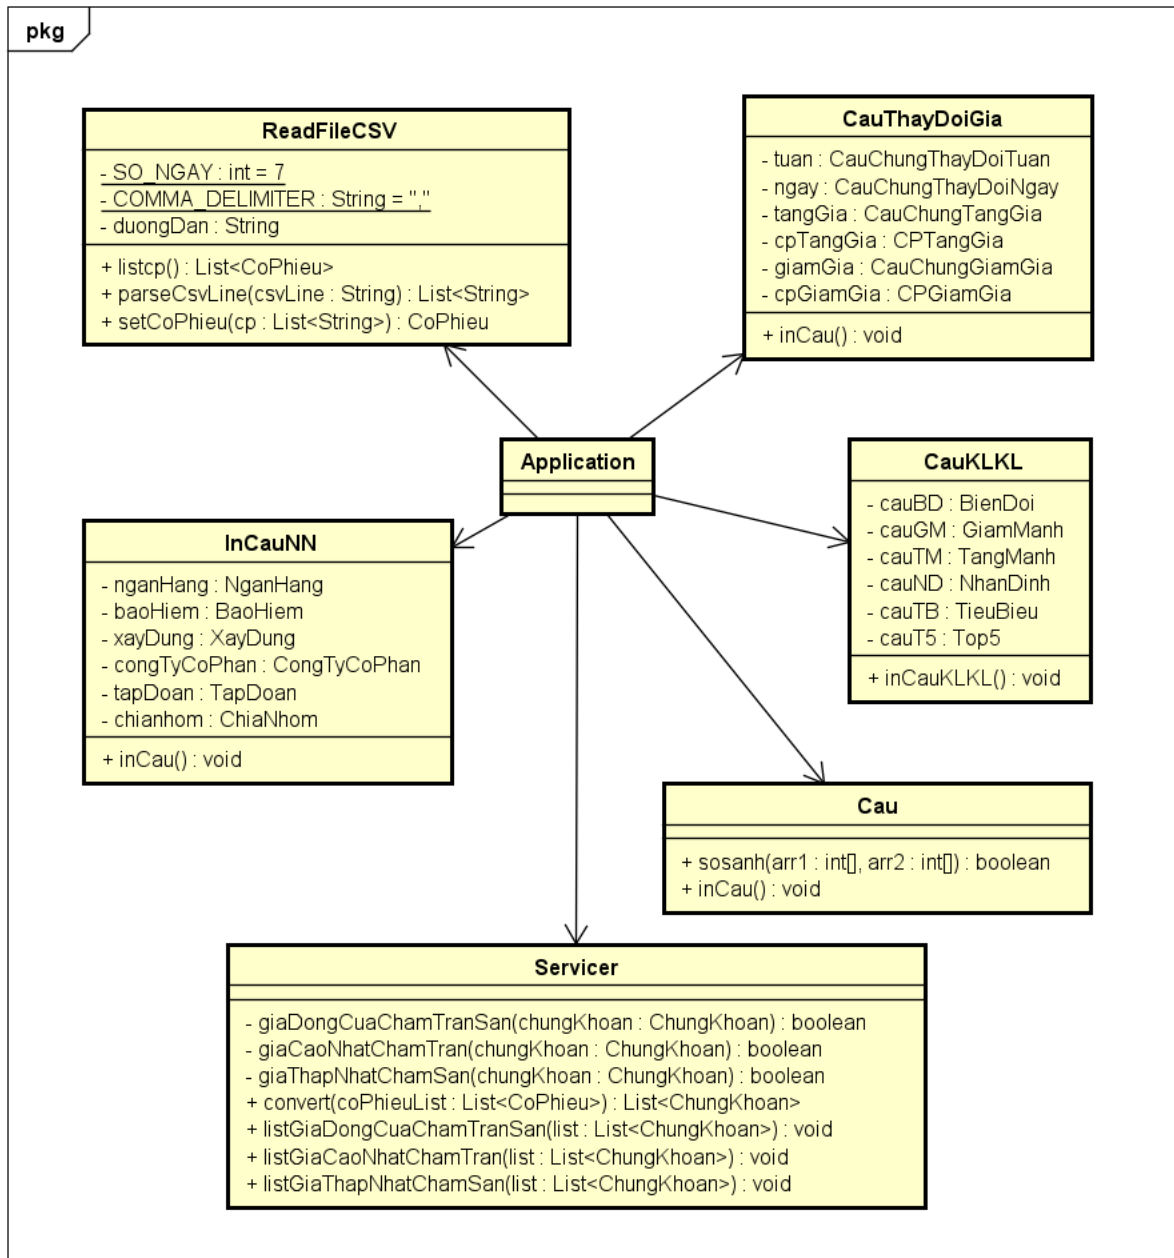 pkg
ReadFileCSV
- SO_NGAY : int = 7
- COMMA_DELIMITER : String = ","
- duongDan : String
+ listcp() : List<CoPhieu>
+ parseCsvLine(csvLine : String) : List<String>
+ setCoPhieu(cp : List<String>) : CoPhieu
CauThayDoiGia
- tuan : CauChungThayDoiTuan
- ngay : CauChungThayDoiNgay
- tangGia : CauChungTangGia
- cpTangGia : CPTangGia
- giamGia : CauChungGiamGia
- cpGiamGia : CPGiamGia
+ inCau() : void
Application
CauKLKL
- cauBD : BienDoi
- cauGM : GiamManh
- cauTM : TangManh
- cauND : NhanDinh
- cauTB : TieuBieu
- cauT5 : Top5
+ inCauKLKL() : void
InCauNN
- nganHang : NganHang
- baoHiem : BaoHiem
- xayDung : XayDung
- congTyCoPhan : CongTyCoPhan
- tapDoan : TapDoan
- chianhom : ChiaNhom
+ inCau() : void
Cau
+ sosanh(arr1 : int[], arr2 : int[]) : boolean
+ inCau() : void
Servicer
- giaDongCuaChamTranSan(chungKhoan : ChungKhoan) : boolean
- giaCaoNhatChamTran(chungKhoan : ChungKhoan) : boolean
- giaThapNhatChamSan(chungKhoan : ChungKhoan) : boolean
+ convert(coPhieuList : List<CoPhieu>) : List<ChungKhoan>
+ listGiaDongCuaChamTranSan(list : List<ChungKhoan>) : void
+ listGiaCaoNhatChamTran(list : List<ChungKhoan>) : void
+ listGiaThapNhatChamSan(list : List<ChungKhoan>) : void